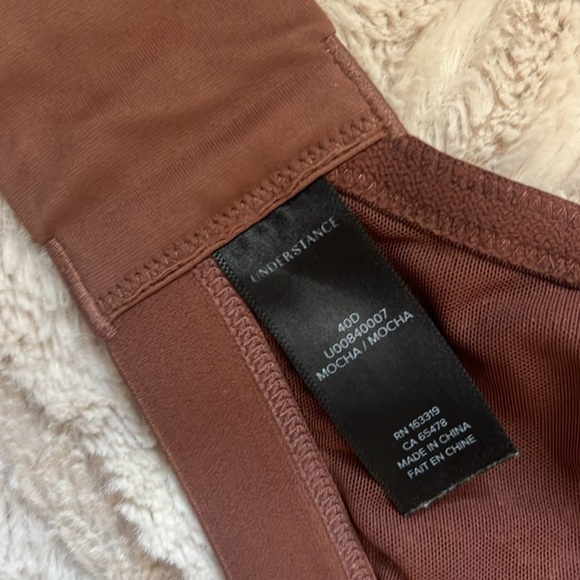 UNDERSTANCE
40D
U00840007
MOCHA / MOCHA
RN 163319
CA 65478
MADE IN CHINA
FAIT EN CHINE